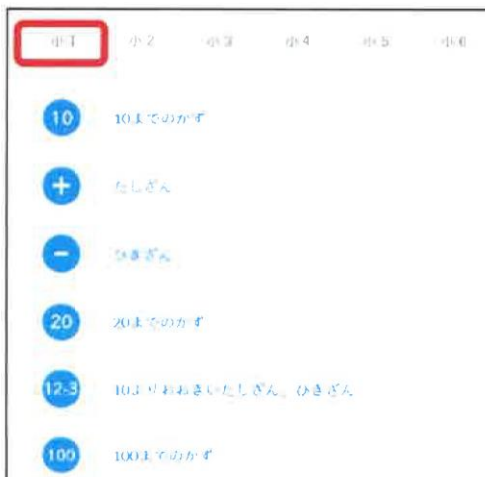 小1 小2 小3 小4 小5 小6
10 10までのかず
+ たしざん
− ひきざん
20 20までのかず
12-3 10よりおおきいたしざん、ひきざん
100 100までのかず